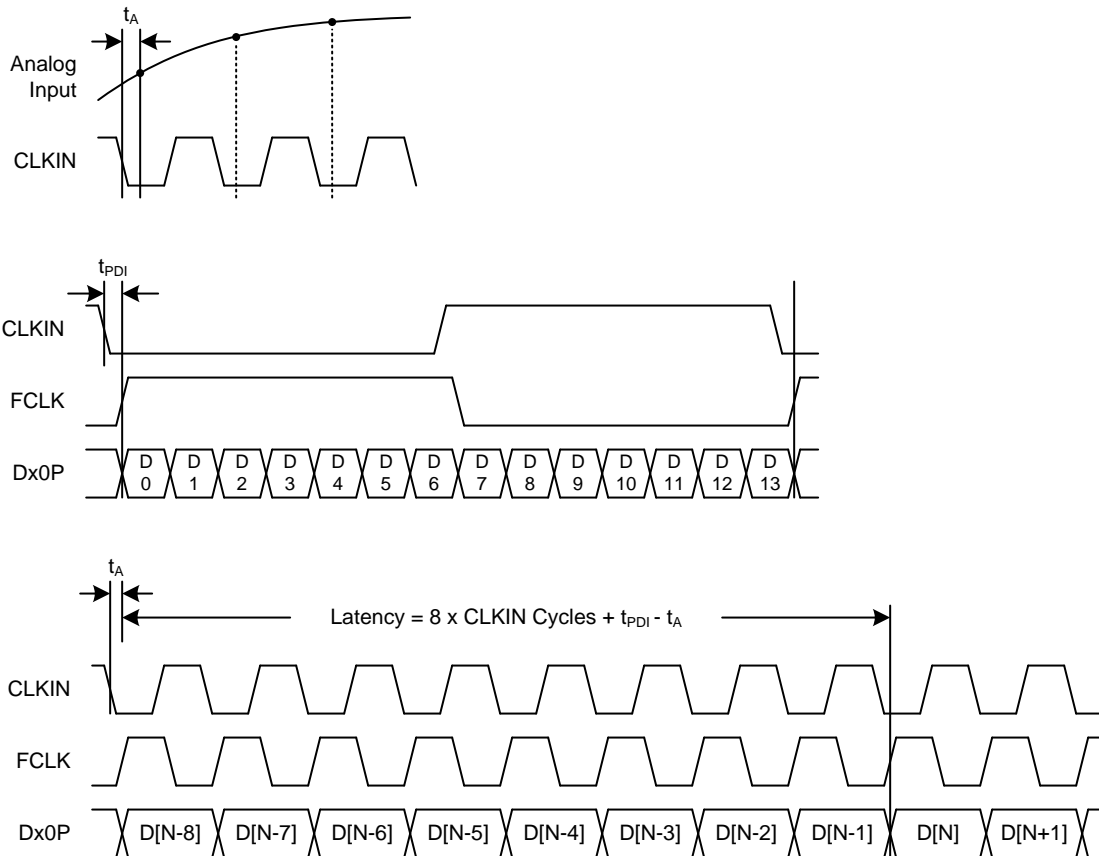 tA
Analog
Input
CLKIN
tPDI
CLKIN
FCLK
Dx0P
D D D D D D D D D D D D D D
0 1 2 3 4 5 6 7 8 9 10 11 12 13
tA
Latency = 8 x CLKIN Cycles + tPDI - tA
CLKIN
FCLK
Dx0P D[N-8] D[N-7] D[N-6] D[N-5] D[N-4] D[N-3] D[N-2] D[N-1] D[N] D[N+1]